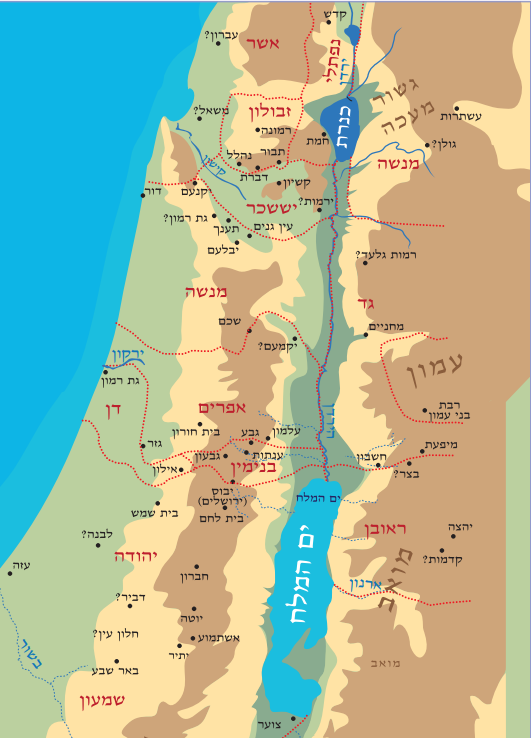 קדש
עברון?
אשר
נפתלי
ירדן
גשור
מעכה
משאל?
זבולון
רמונה
כנרת
חמת
עשתרות
גולן?
מנשה
קישון
נהלל
תבור
דברת
קשיון
יקנעם
דור
יששכר
ירמות?
גת רמון?
תענך
עין גנים
יבלעם
רמות גלעד?
מנשה
גד
שכם
מחניים
יקמעם?
ירקון
גת רמון
עמון
דן
אפרים
ירדן
רבת
בני עמון
בית חורון
גבע
עלמון
גזר
גבעון
ענתות
מיפעת
חשבון
בצר?
אילון
בנימין
יבוס
(ירושלים)
ים המלח
בית לחם
בית שמש
ראובן
יהצה
לבנה?
קדמות?
יהודה
ים המלח
מואב
עזה
חברון
ארנון
דביר?
יוטה
חלון עין?
אשתמוע
יתיר
בשור
באר שבע
מואב
שמעון
צוער